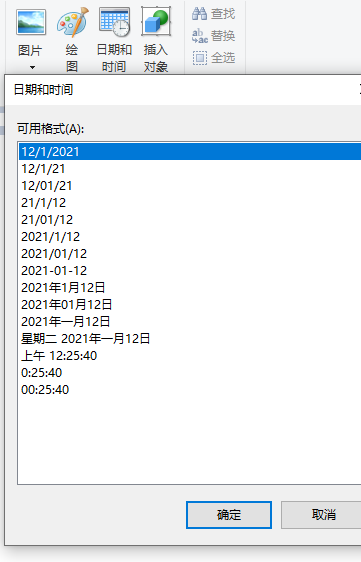 图片 绘图 日期和时间 插入对象
查找
替换
全选
日期和时间
可用格式(A):
12/1/2021
12/1/21
12/01/21
21/1/12
21/01/12
2021/1/12
2021/01/12
2021-01-12
2021年1月12日
2021年01月12日
2021年一月12日
星期二 2021年一月12日
上午 12:25:40
0:25:40
00:25:40
确定 取消